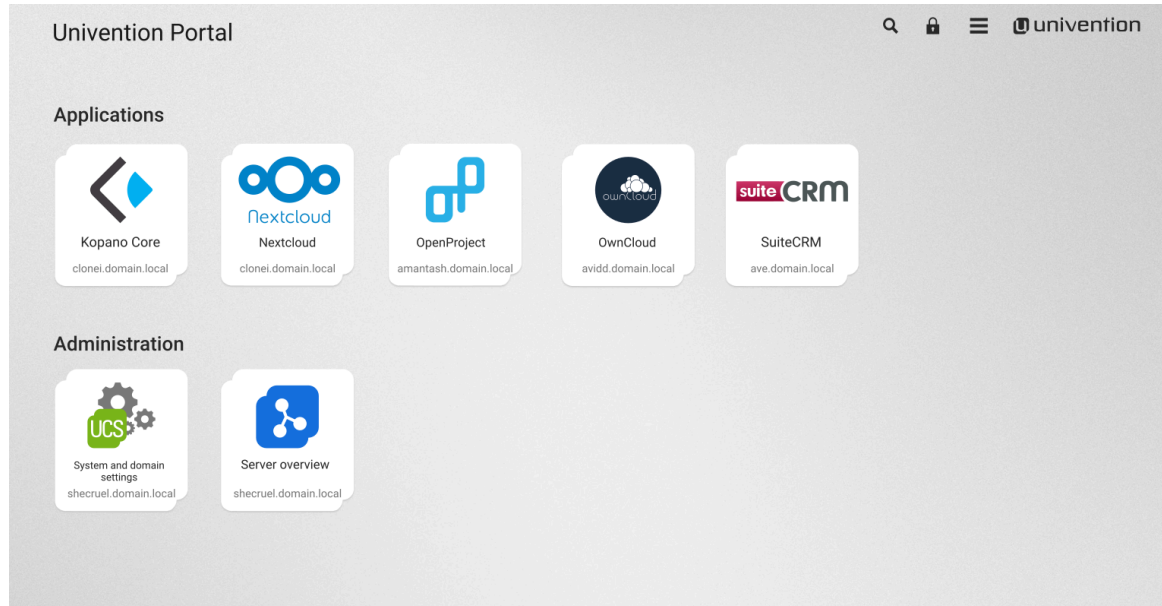 Univention Portal
univention
Applications
Nextcloud
ownCloud
suiteCRM
Kopano Core
Nextcloud
OpenProject
OwnCloud
SuiteCRM
clonei.domain.local
clonei.domain.local
amantash.domain.local
avidd.domain.local
ave.domain.local
Administration
UCS
System and domain
settings
Server overview
shecruel.domain.local
shecruel.domain.local